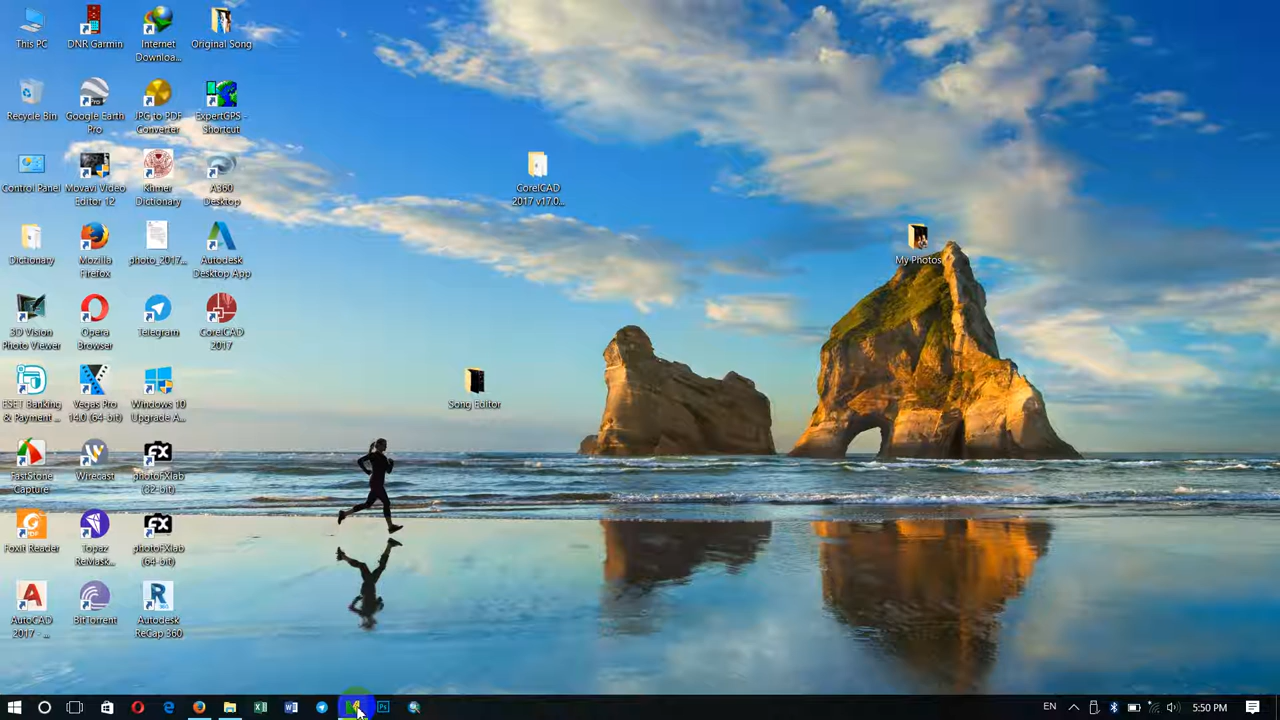 This PC
DNR Garmin
Internet
Downloa...
Original Song
Recycle Bin
Google Earth
Pro
JPG to PDF
Converter
ExpertGPS -
Shortcut
Control Panel
Movavi Video
Editor 12
Khmer
Dictionary
A360
Desktop
CorelCAD
2017 v17.0...
Dictionary
Mozilla
Firefox
photo_2017...
Autodesk
Desktop App
My Photos
3D Vision
Photo Viewer
Opera
Browser
Telegram
CorelCAD
2017
ESET Banking
& Payment ...
Vegas Pro
14.0 (64-bit)
Windows 10
Upgrade A...
Song Editor
FastStone
Capture
Wirecast
photoFXlab
(32-bit)
Foxit Reader
Topaz
ReMask...
photoFXlab
(64-bit)
AutoCAD
2017 - ...
BitTorrent
Autodesk
ReCap 360
EN
5:50 PM